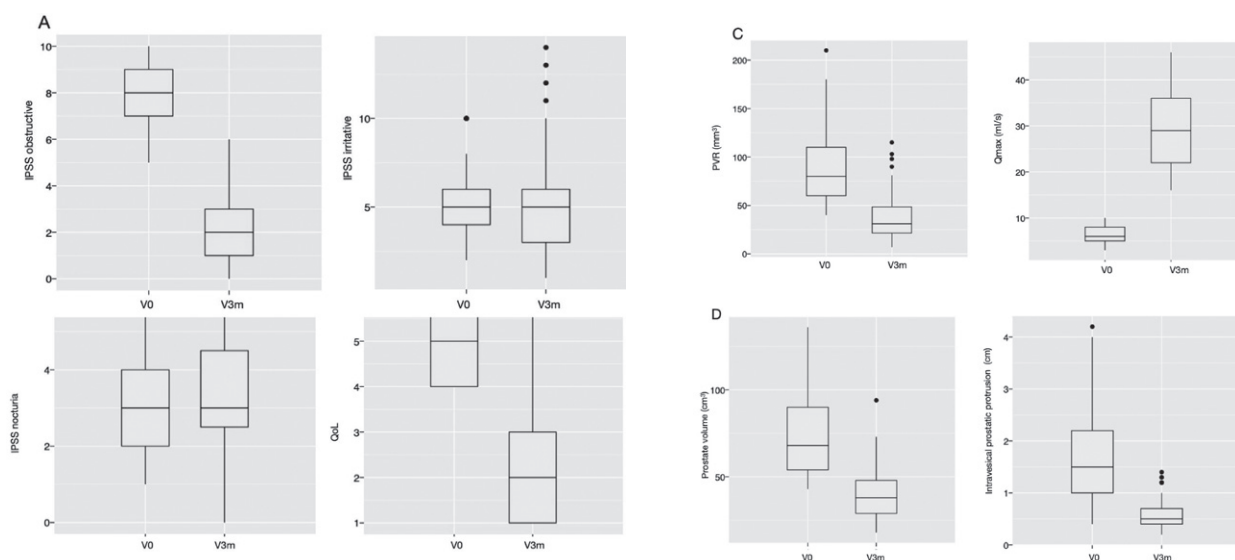 A
IPSS obstructive
10
8
6
4
2
0
V0
V3m
IPSS irritative
10
5
V0
V3m
IPSS nocturia
4
2
0
V0
V3m
QoL
5
4
3
2
1
V0
V3m
C
PVR (mm³)
200
150
100
50
0
V0
V3m
Qmax (ml/s)
40
30
20
10
V0
V3m
D
Prostate volume (cm³)
100
50
V0
V3m
Intravesical prostatic protrusion (cm)
4
3
2
1
0
V0
V3m